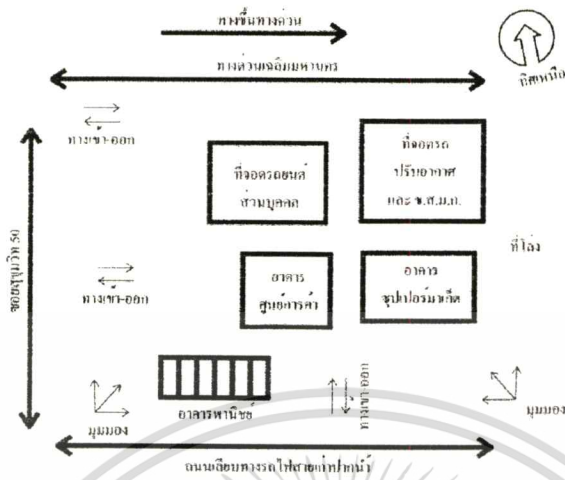 ทางขึ้นทางด่วน
ทิศเหนือ
ทางด่วนเฉลิมมหานคร
ทางเข้า-ออก
ที่จอดรถยนต์
ส่วนบุคคล
ที่จอดรถ
ปรับอากาศ
และ ข.ส.ม.ก.
ซอยสุขุมวิท 50
ที่โล่ง
ทางเข้า-ออก
อาคาร
ศูนย์การค้า
อาคาร
ซุปเปอร์มาเก็ต
อาคารพานิชย์
ทางเข้า-ออก
มุมมอง
มุมมอง
ถนนเลียบทางรถไฟสายเก่าปากน้ำ